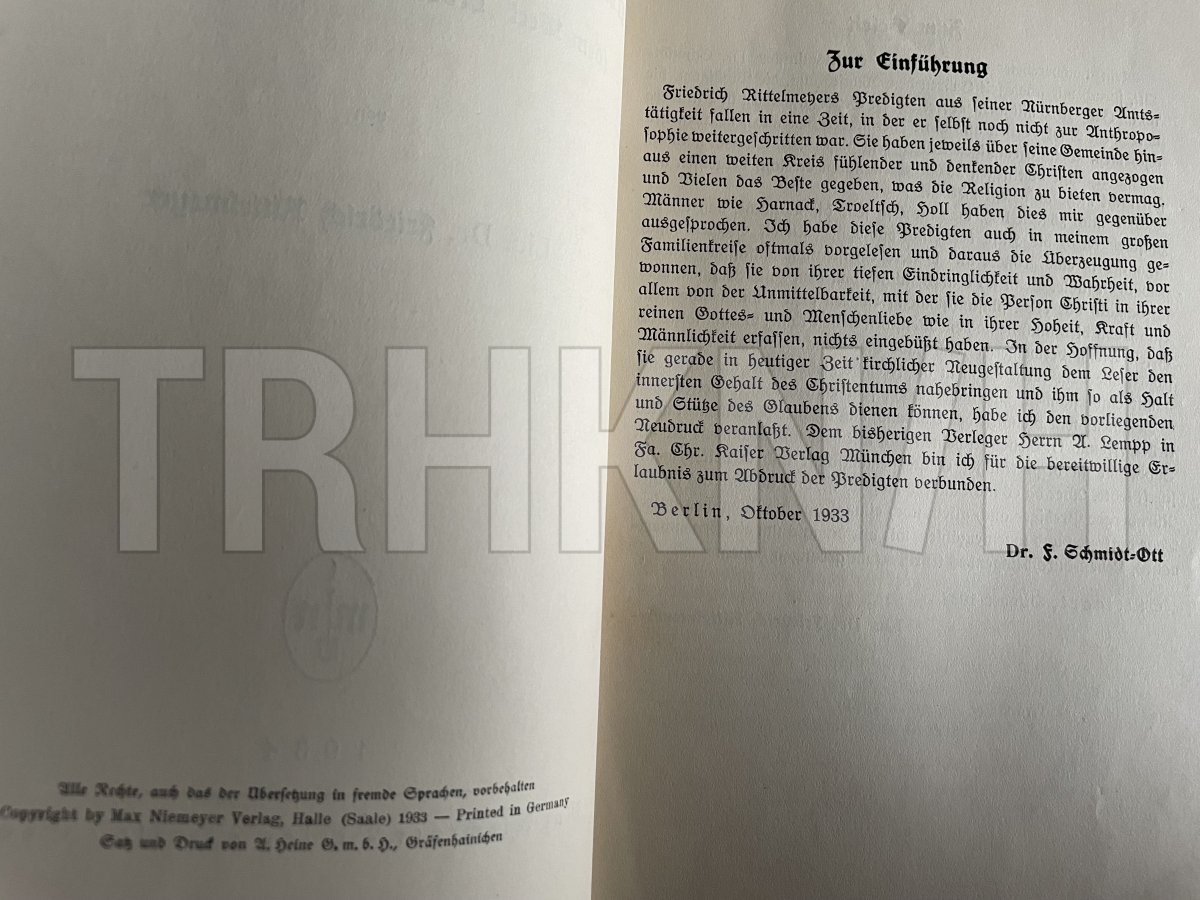 Alle Rechte, auch das der Übersetzung in fremde Sprachen, vorbehalten
Copyright by Max Niemeyer Verlag, Halle (Saale) 1933 — Printed in Germany
Satz und Druck von A. Heine G. m. b. H., Gräfenhainichen
Zur Einführung
Friedrich Rittelmeyers Predigten aus seiner Nürnberger Amts-
tätigkeit fallen in eine Zeit, in der er selbst noch nicht zur Anthropo-
sophie weitergeschritten war. Sie haben jeweils über seine Gemeinde hin-
aus einen weiten Kreis fühlender und denkender Christen angezogen
und Vielen das Beste gegeben, was die Religion zu bieten vermag.
Männer wie Harnack, Troeltsch, Holl haben dies mir gegenüber
ausgesprochen. Ich habe diese Predigten auch in meinem großen
Familienkreise oftmals vorgelesen und daraus die Überzeugung ge-
wonnen, daß sie von ihrer tiefen Eindringlichkeit und Wahrheit, vor
allem von der Unmittelbarkeit, mit der sie die Person Christi in ihrer
reinen Gottes- und Menschenliebe wie in ihrer Hoheit, Kraft und
Männlichkeit erfassen, nichts eingebüßt haben. In der Hoffnung, daß
sie gerade in heutiger Zeit kirchlicher Neugestaltung dem Leser den
innersten Gehalt des Christentums nahebringen und ihm so als Halt
und Stütze des Glaubens dienen können, habe ich den vorliegenden
Neudruck veranlaßt. Dem bisherigen Verleger Herrn A. Lempp in
Fa. Chr. Kaiser Verlag München bin ich für die bereitwillige Er-
laubnis zum Abdruck der Predigten verbunden.
Berlin, Oktober 1933
Dr. F. Schmidt-Ott